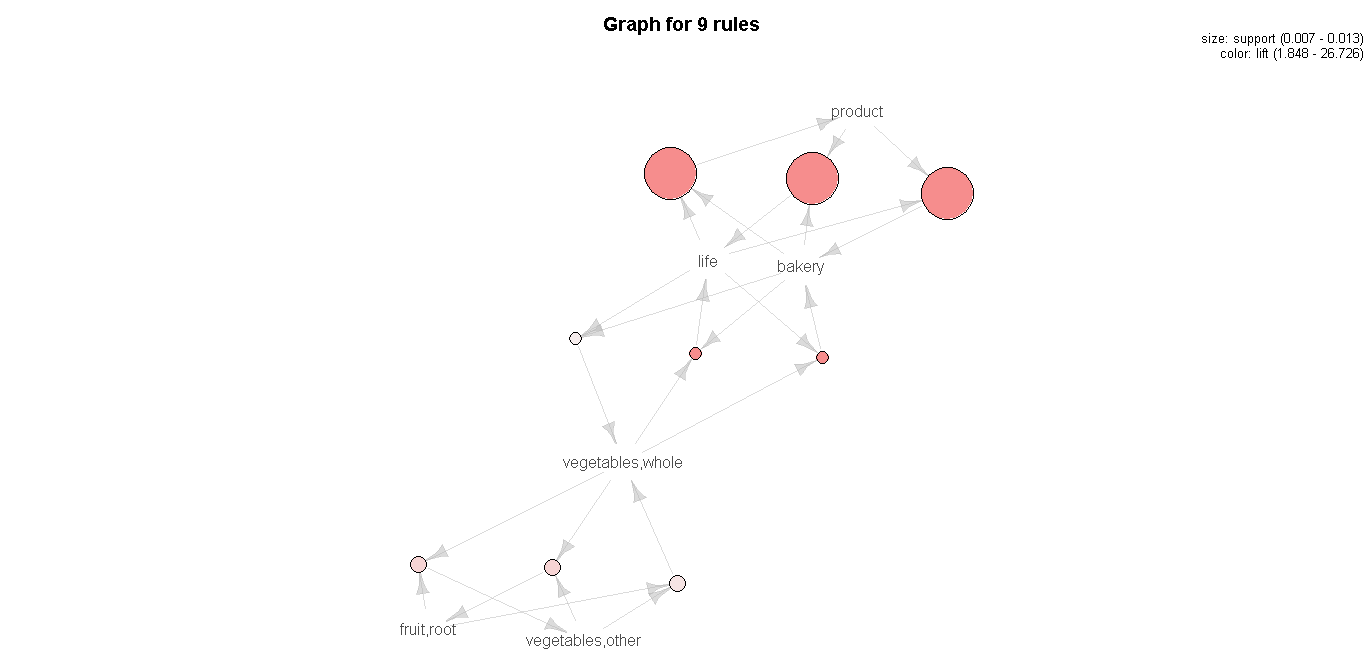 Graph for 9 rules
size: support (0.007 - 0.013)
color: lift (1.848 - 26.726)
product
life
bakery
vegetables,whole
fruit,root
vegetables,other